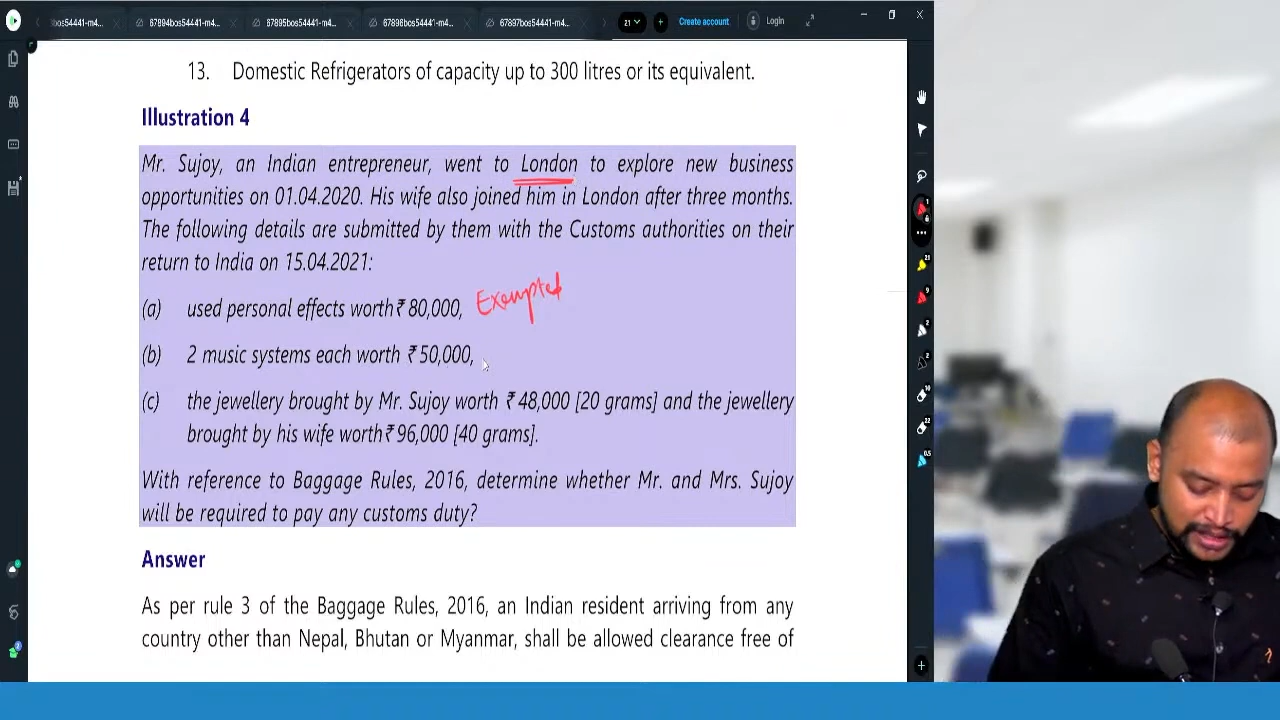 67895bos54441-m4...
67896bos54441-m4...
67897bos54441-m4...
21
Create account
Login
13. Domestic Refrigerators of capacity up to 300 litres or its equivalent.
Illustration 4
Mr. Sujoy, an Indian entrepreneur, went to London to explore new business
opportunities on 01.04.2020. His wife also joined him in London after three months.
The following details are submitted by them with the Customs authorities on their
return to India on 15.04.2021:
(a) used personal effects worth ₹ 80,000, Exempted
(b) 2 music systems each worth ₹ 50,000,
(c) the jewellery brought by Mr. Sujoy worth ₹ 48,000 [20 grams] and the jewellery
brought by his wife worth ₹ 96,000 [40 grams].
With reference to Baggage Rules, 2016, determine whether Mr. and Mrs. Sujoy
will be required to pay any customs duty?
Answer
As per rule 3 of the Baggage Rules, 2016, an Indian resident arriving from any
country other than Nepal, Bhutan or Myanmar, shall be allowed clearance free of